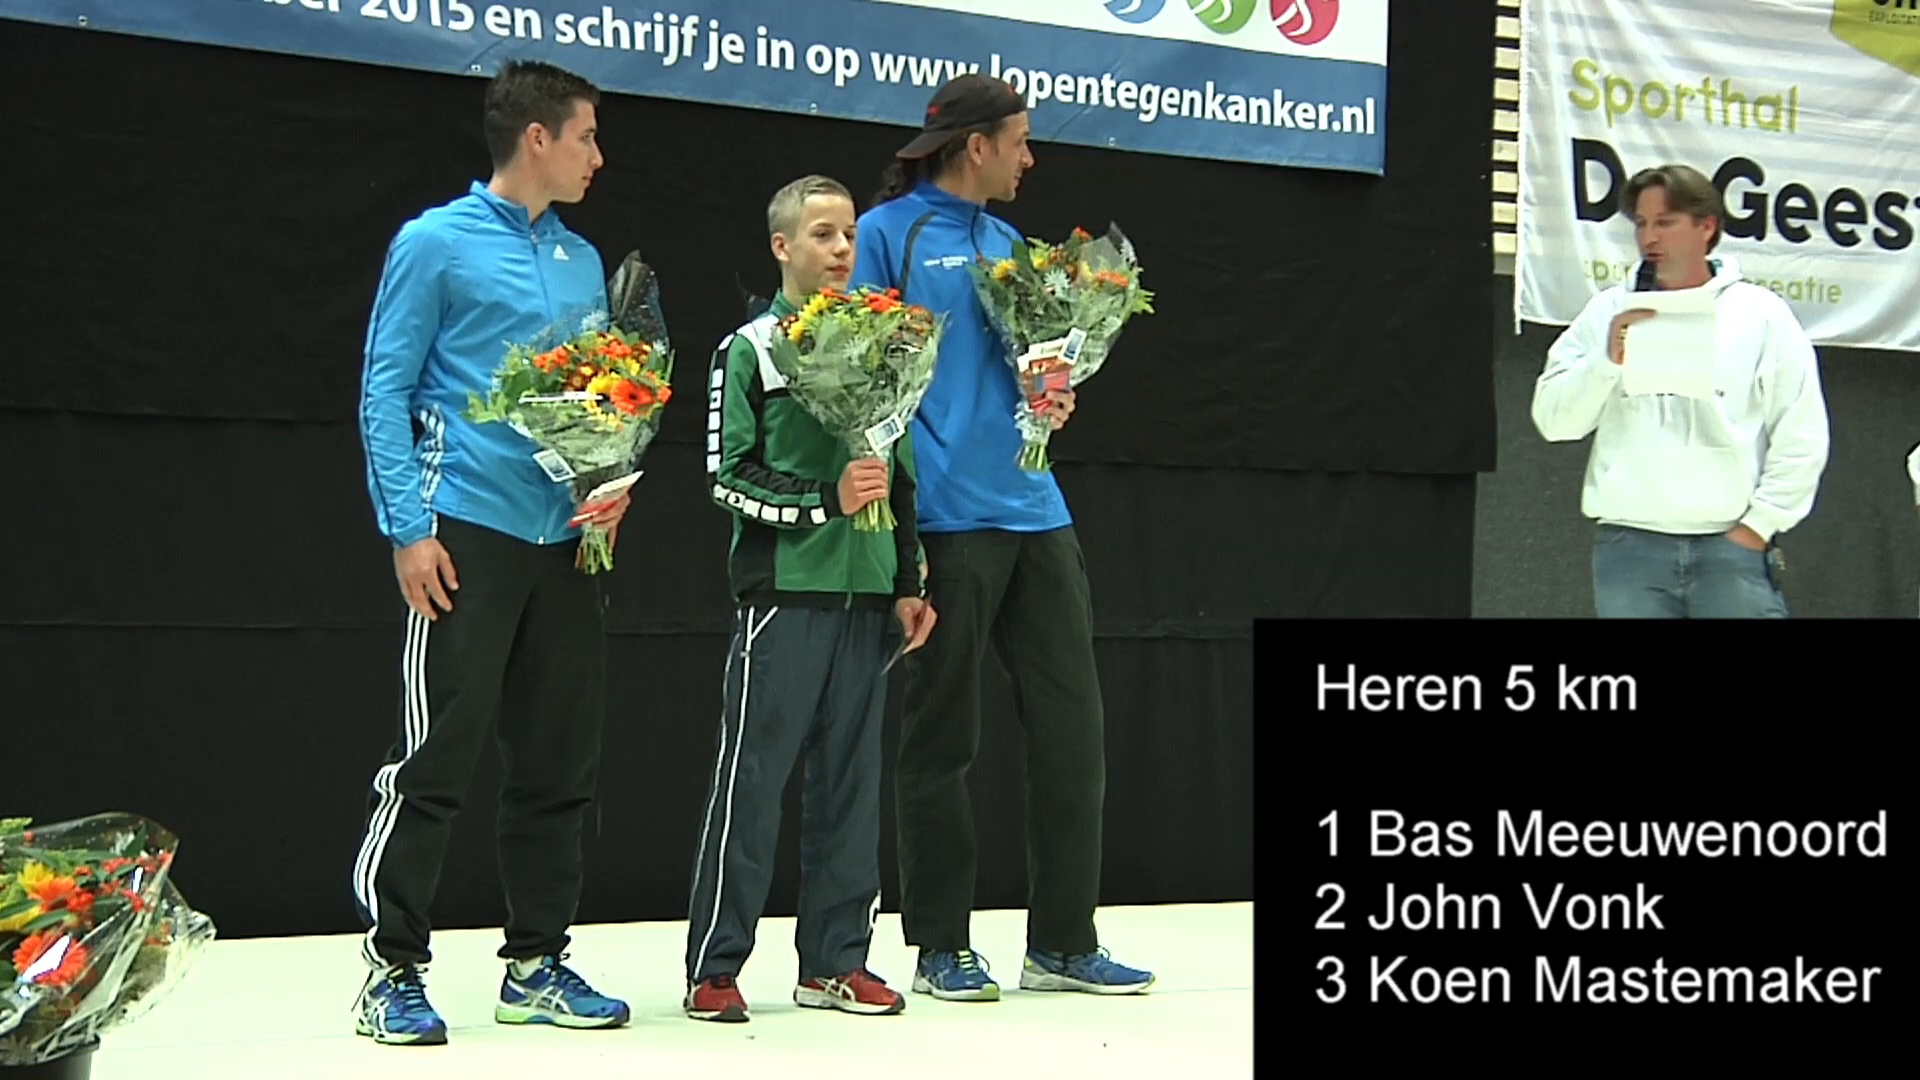 2015 en schrijf je in op www.lopentegenkanker.nl
Sporthal
De Geest
adidas
Heren 5 km
1 Bas Meeuwenoord
2 John Vonk
3 Koen Mastemaker